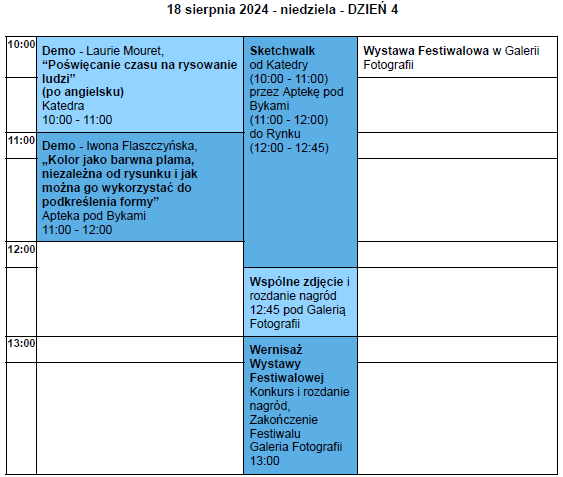 18 sierpnia 2024 - niedziela - DZIEŃ 4
10:00
Demo - Laurie Mouret,
“Poświęcanie czasu na rysowanie
ludzi”
(po angielsku)
Katedra
10:00 - 11:00
Sketchwalk
od Katedry
(10:00 - 11:00)
przez Aptekę pod
Bykami
(11:00 - 12:00)
do Rynku
(12:00 - 12:45)
Wystawa Festiwalowa w Galerii
Fotografii
11:00
Demo - Iwona Flaszczyńska,
„Kolor jako barwna plama,
niezależna od rysunku i jak
można go wykorzystać do
podkreślenia formy”
Apteka pod Bykami
11:00 - 12:00
12:00
Wspólne zdjęcie i
rozdanie nagród
12:45 pod Galerią
Fotografii
13:00
Wernisaż
Wystawy
Festiwalowej
Konkurs i rozdanie
nagród,
Zakończenie
Festiwalu
Galeria Fotografii
13:00